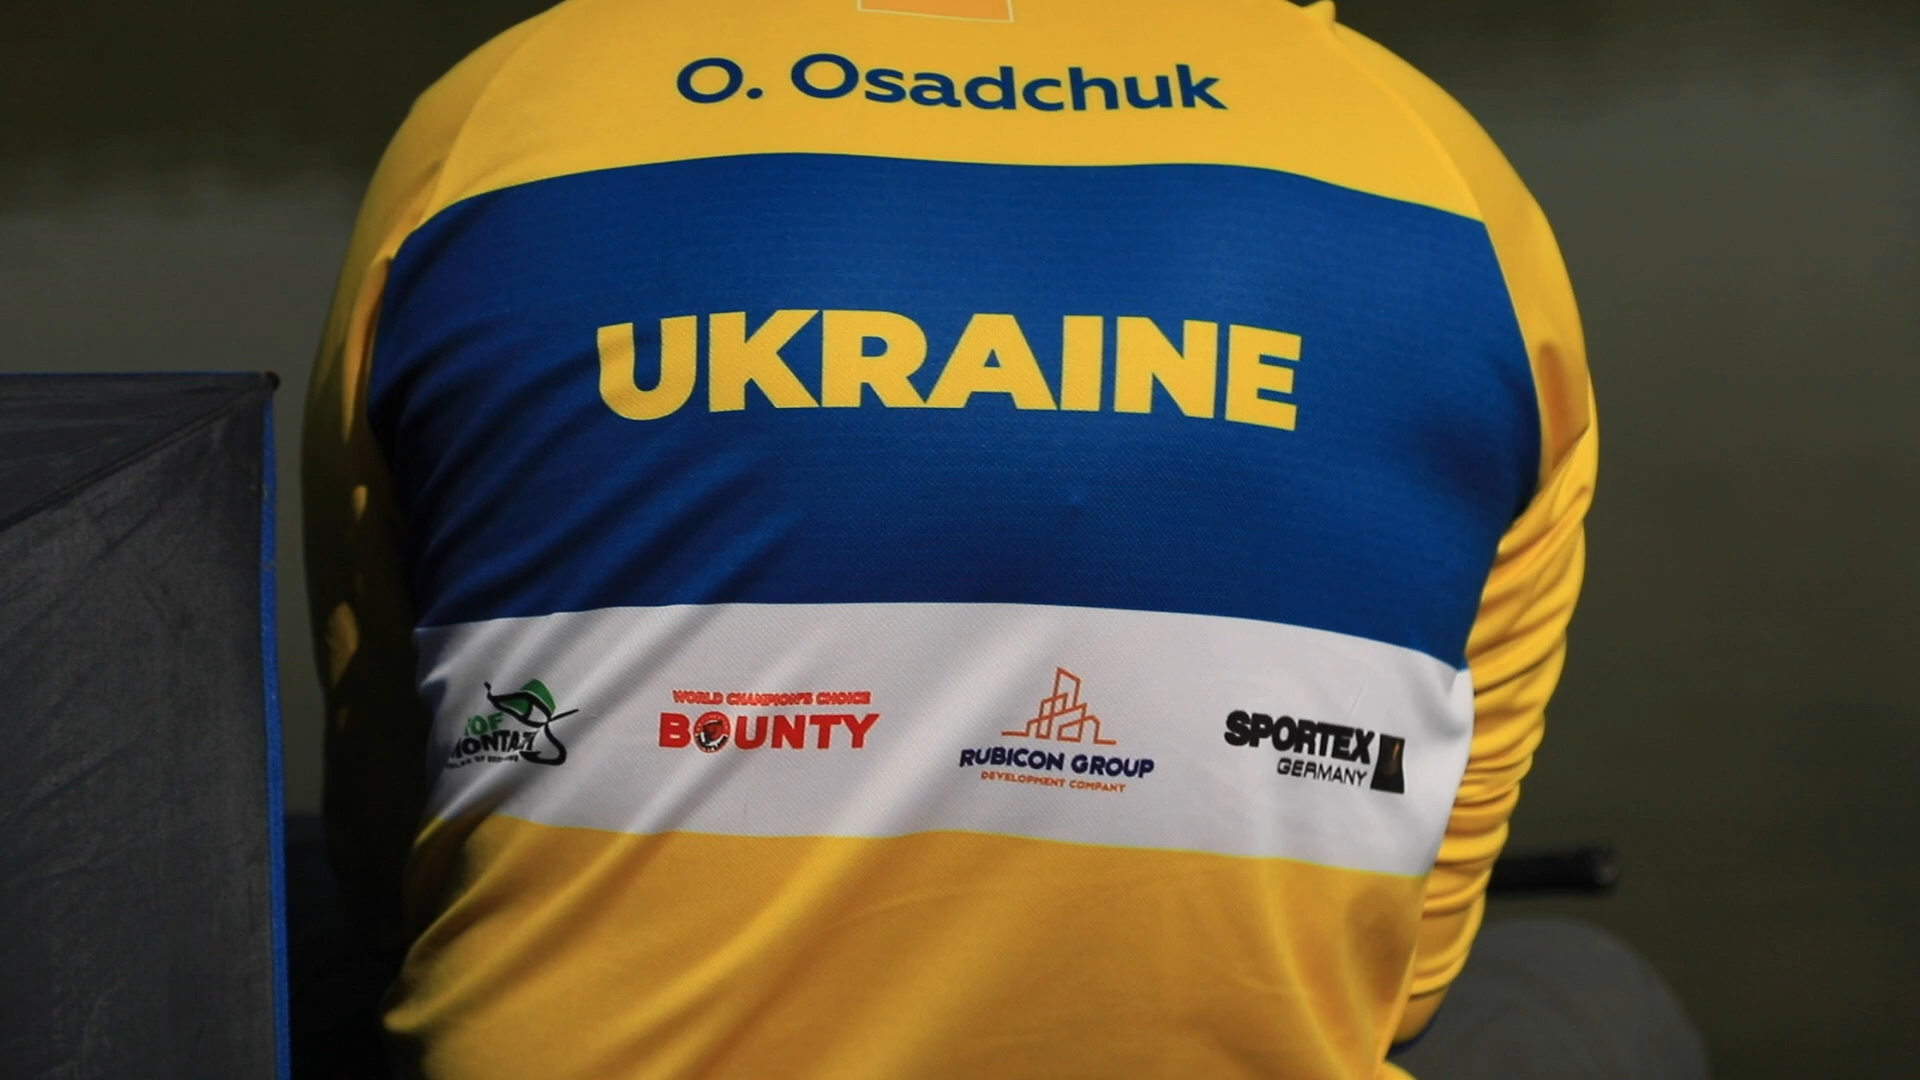 O. Osadchuk
UKRAINE
WORLD CHAMPION'S CHOICE
BOUNTY
RUBICON GROUP
DEVELOPMENT COMPANY
SPORTEX
GERMANY